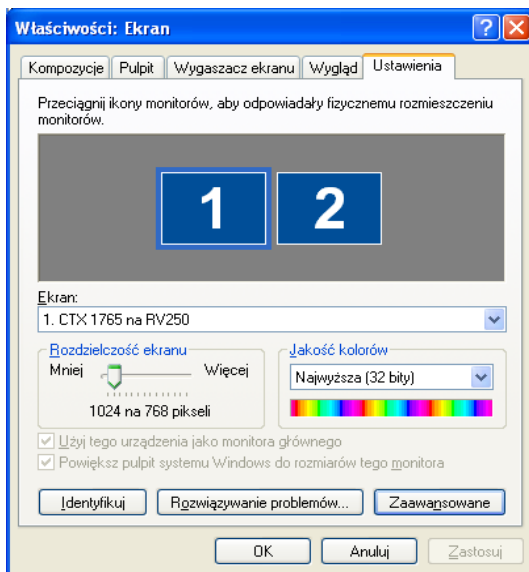 Właściwości: Ekran
Kompozycje Pulpit Wygaszacz ekranu Wygląd Ustawienia
Przeciągnij ikony monitorów, aby odpowiadały fizycznemu rozmieszczeniu
monitorów.
1 2
Ekran:
1. CTX 1765 na RV250
Rozdzielczość ekranu
Mniej Więcej
1024 na 768 pikseli
Jakość kolorów
Najwyższa (32 bity)
Użyj tego urządzenia jako monitora głównego
Powiększ pulpit systemu Windows do rozmiarów tego monitora
Identyfikuj Rozwiązywanie problemów... Zaawansowane
OK Anuluj Zastosuj